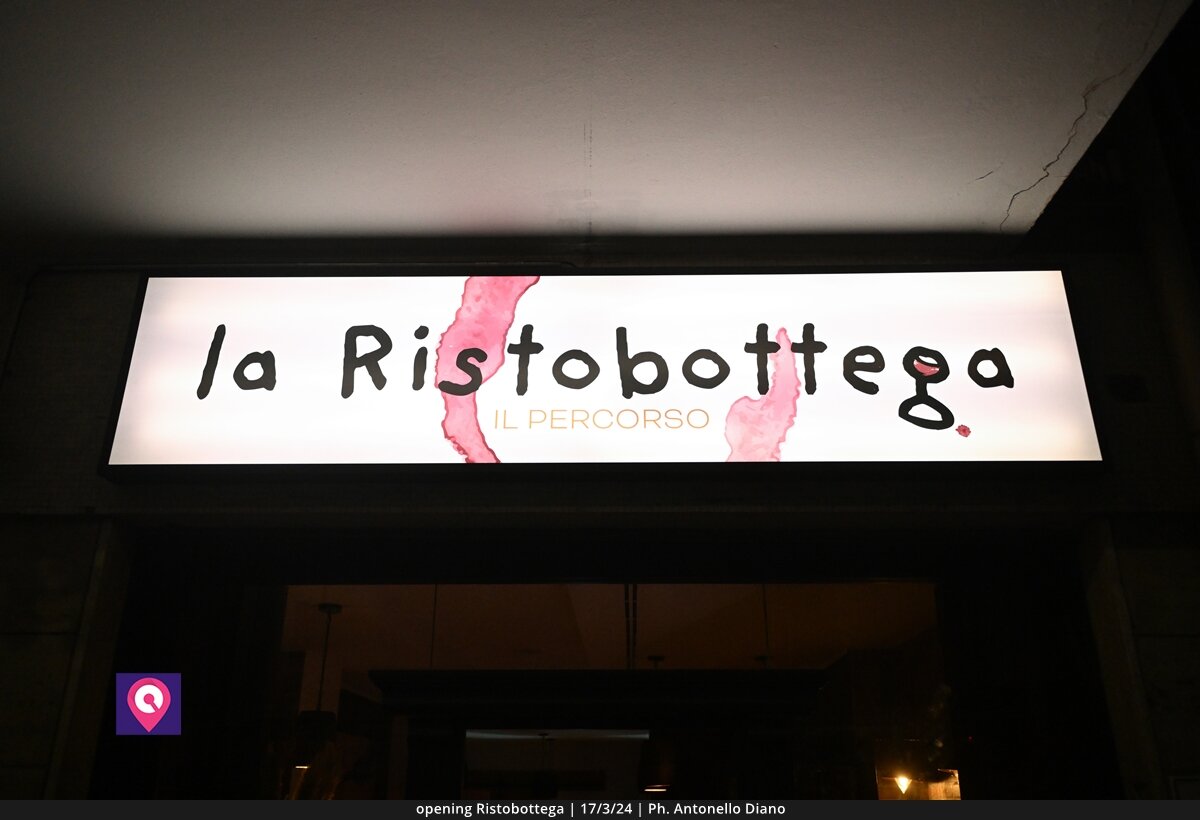 la Ristobottega
IL PERCORSO
opening Ristobottega | 17/3/24 | Ph. Antonello Diano